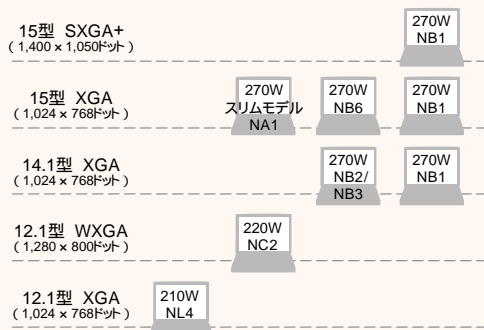 15型 SXGA+
(1,400×1,050ドット)
270W
NB1
15型 XGA
(1,024×768ドット)
270W
スリムモデル
NA1
270W
NB6
270W
NB1
14.1型 XGA
(1,024×768ドット)
270W
NB2/
NB3
270W
NB1
12.1型 WXGA
(1,280×800ドット)
220W
NC2
12.1型 XGA
(1,024×768ドット)
210W
NL4